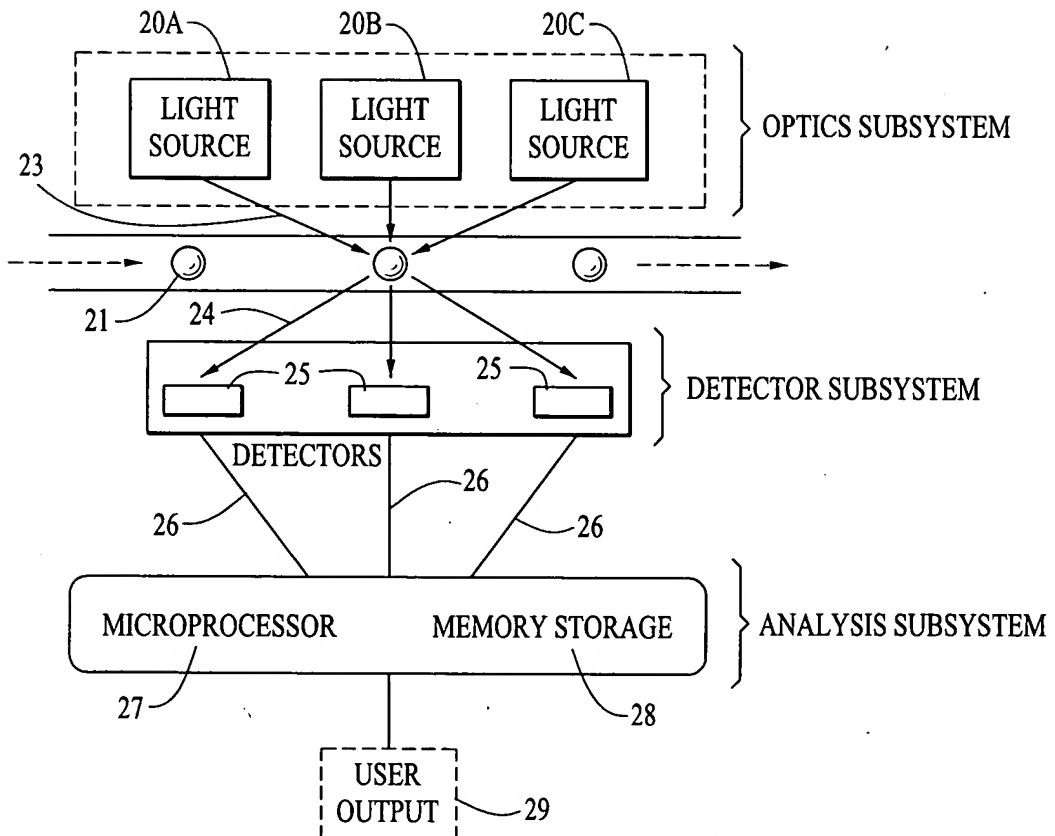 20A
20B
20C
LIGHT
SOURCE
LIGHT
SOURCE
LIGHT
SOURCE
OPTICS SUBSYSTEM
23
21
24
25
25
DETECTOR SUBSYSTEM
DETECTORS
26
26
26
MICROPROCESSOR
MEMORY STORAGE
ANALYSIS SUBSYSTEM
27
28
USER
OUTPUT
29